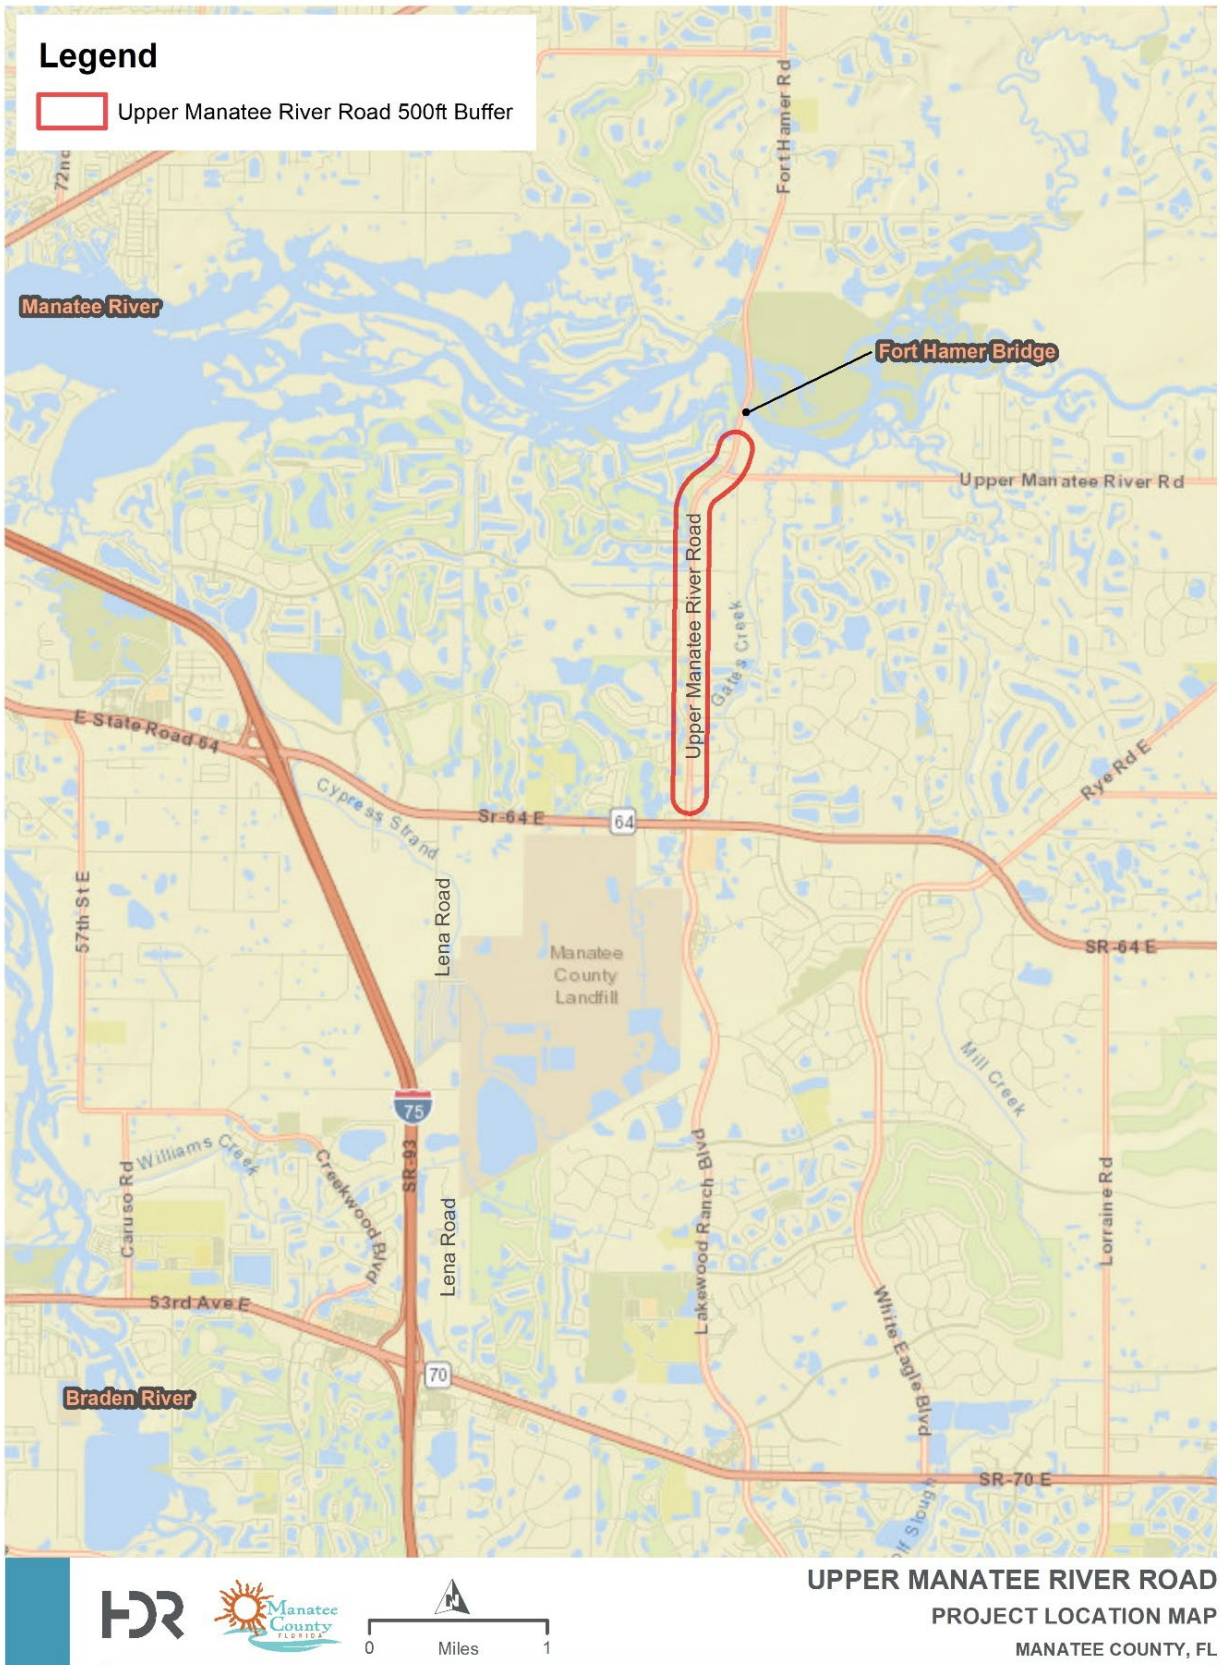 Legend
Upper Manatee River Road 500ft Buffer
72nd
Fort Hamer Rd
Manatee River
Fort Hamer Bridge
Upper Manatee River Rd
Upper Manatee River Road
Gates Creek
E State Road 64
Cypress Strand
Sr-64 E
64
Rye Rd E
57th St E
Lena Road
Manatee
County
Landfill
SR-64 E
Mill Creek
75
SR-93
Williams Creek
Caruso Rd
Creekwood Blvd
Lena Road
Lakewood Ranch Blvd
Lorraine Rd
53rd Ave E
White Eagle Blvd
70
Braden River
SR-70 E
olf Slough
HDR
Manatee
County
FLORIDA
N
0
Miles
1
UPPER MANATEE RIVER ROAD
PROJECT LOCATION MAP
MANATEE COUNTY, FL